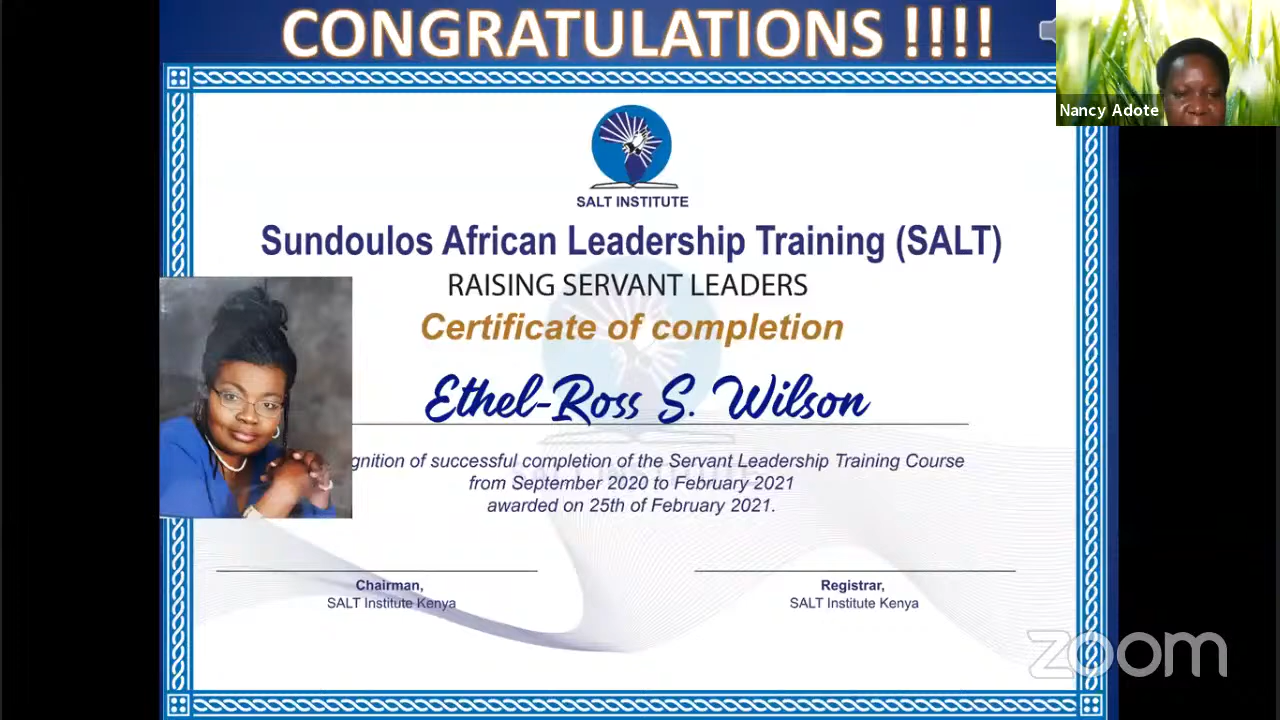 CONGRATULATIONS !!!!
Nancy Adote
SALT INSTITUTE
Sundoulos African Leadership Training (SALT)
RAISING SERVANT LEADERS
Certificate of completion
Ethel-Ross S. Wilson
gnition of successful completion of the Servant Leadership Training Course
from September 2020 to February 2021
awarded on 25th of February 2021.
Chairman,
SALT Institute Kenya
Registrar,
SALT Institute Kenya
zoom